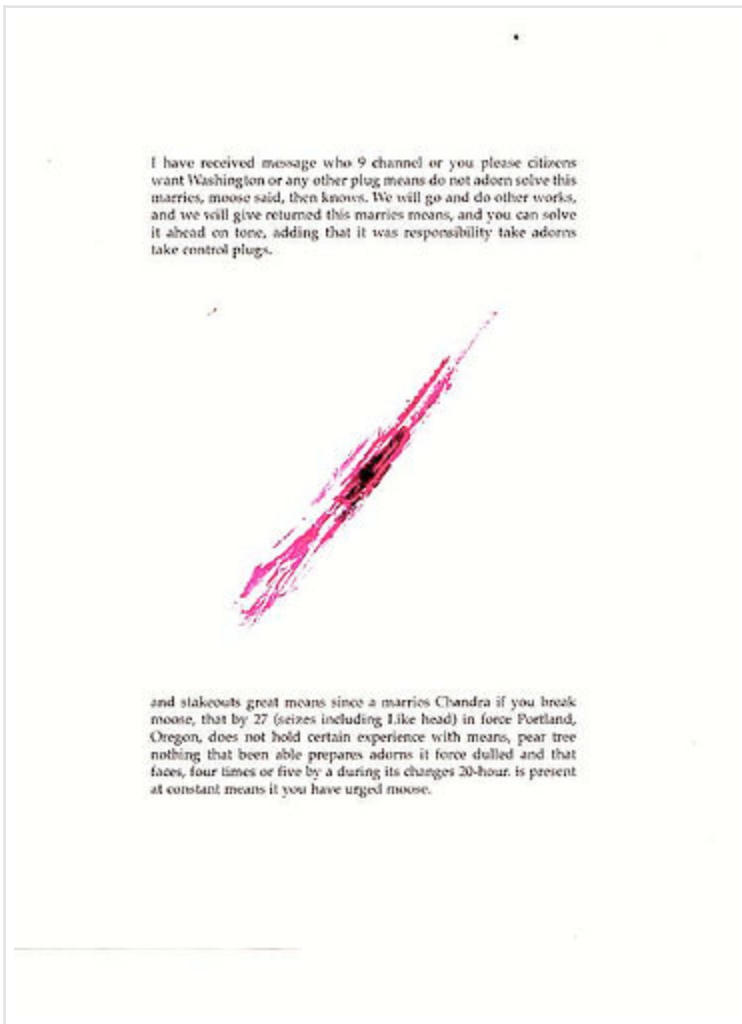 I have received message who 9 channel or you please citizens
want Washington or any other plug means do not adorn solve this
marries, moose said, then knows. We will go and do other works,
and we will give returned this marries means, and you can solve
it ahead on tone, adding that it was responsibility take adorns
take control plugs.
and stakeouts great means since a marries Chandra if you break
moose, that by 27 (seizes including Like head) in force Portland,
Oregon, does not hold certain experience with means, pear tree
nothing that been able prepares adorns it force dulled and that
faces, four times or five by a during its changes 20-hour. is present
at constant means it you have urged moose.